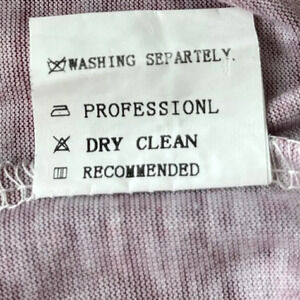 WASHING SEPARTELY.
PROFESSIONL
DRY CLEAN
RECOMMENDED